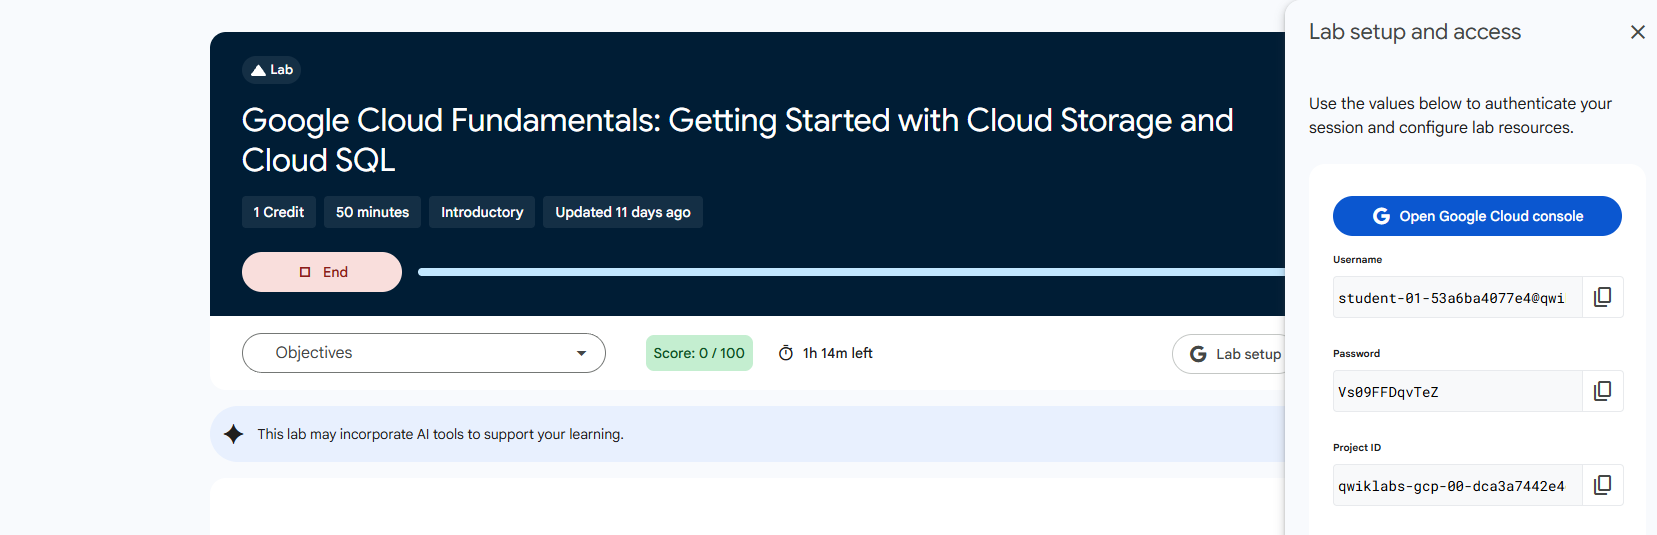 Lab
Google Cloud Fundamentals: Getting Started with Cloud Storage and
Cloud SQL
1 Credit
50 minutes
Introductory
Updated 11 days ago
End
Objectives
Score: 0 / 100
1h 14m left
Lab setup
This lab may incorporate AI tools to support your learning.
Lab setup and access
Use the values below to authenticate your
session and configure lab resources.
Open Google Cloud console
Username
student-01-53a6ba4077e4@qwi
Password
Vs09FFDqvTeZ
Project ID
qwiklabs-gcp-00-dca3a7442e4